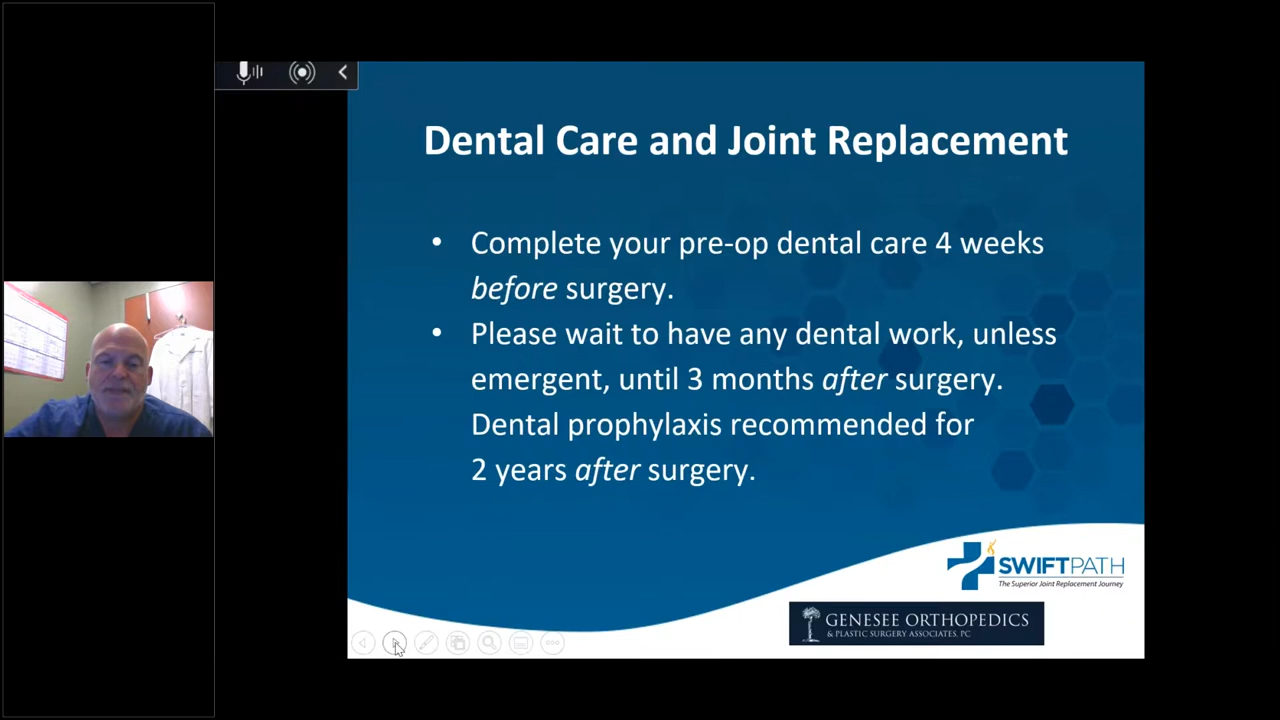 Dental Care and Joint Replacement
• Complete your pre-op dental care 4 weeks
before surgery.
• Please wait to have any dental work, unless
emergent, until 3 months after surgery.
Dental prophylaxis recommended for
2 years after surgery.
SWIFTPATH
The Superior Joint Replacement Journey
GENESEE ORTHOPEDICS
& PLASTIC SURGERY ASSOCIATES, PC